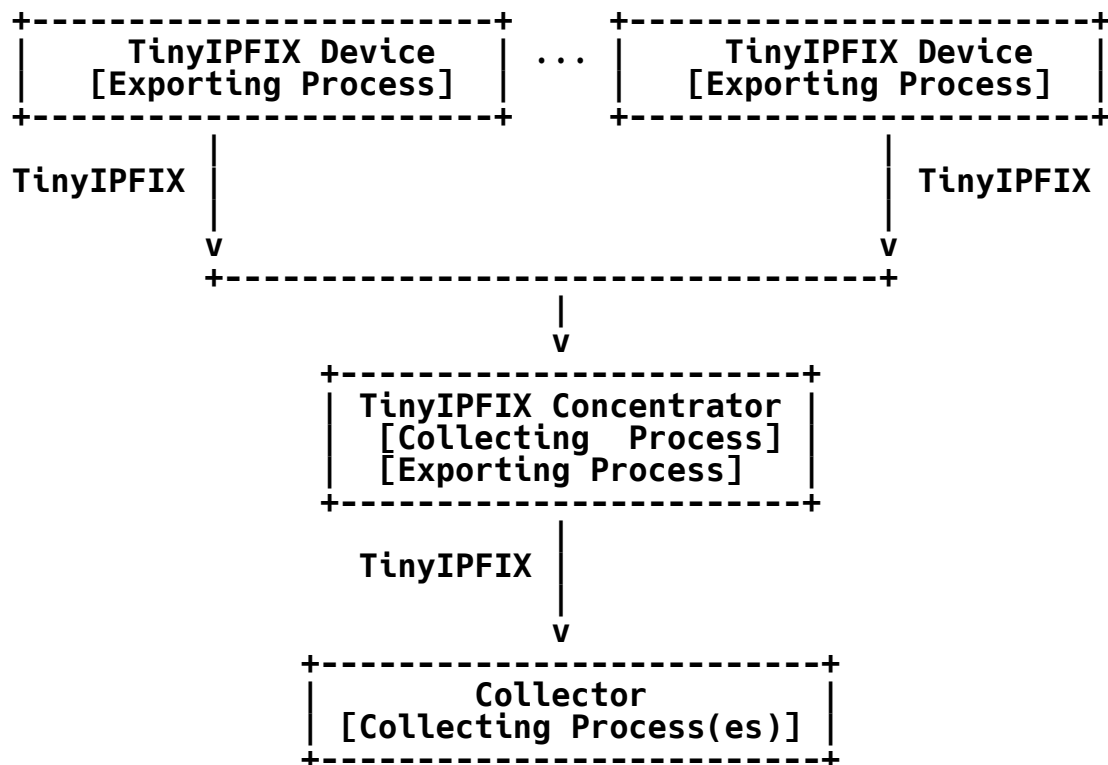 +-------------------------+     +-------------------------+
|     TinyIPFIX Device    | ... |     TinyIPFIX Device    |
|   [Exporting Process]   |     |   [Exporting Process]   |
+-------------------------+     +-------------------------+
          |                                  |
TinyIPFIX |                                  | TinyIPFIX
          |                                  |
          v                                  v
          +----------------------------------+
                            |
                            v
                +------------------------+
                | TinyIPFIX Concentrator |
                |  [Collecting  Process] |
                |  [Exporting Process]   |
                +------------------------+
                            |
                  TinyIPFIX |
                            |
                            v
               +--------------------------+
               |        Collector         |
               | [Collecting Process(es)] |
               +--------------------------+